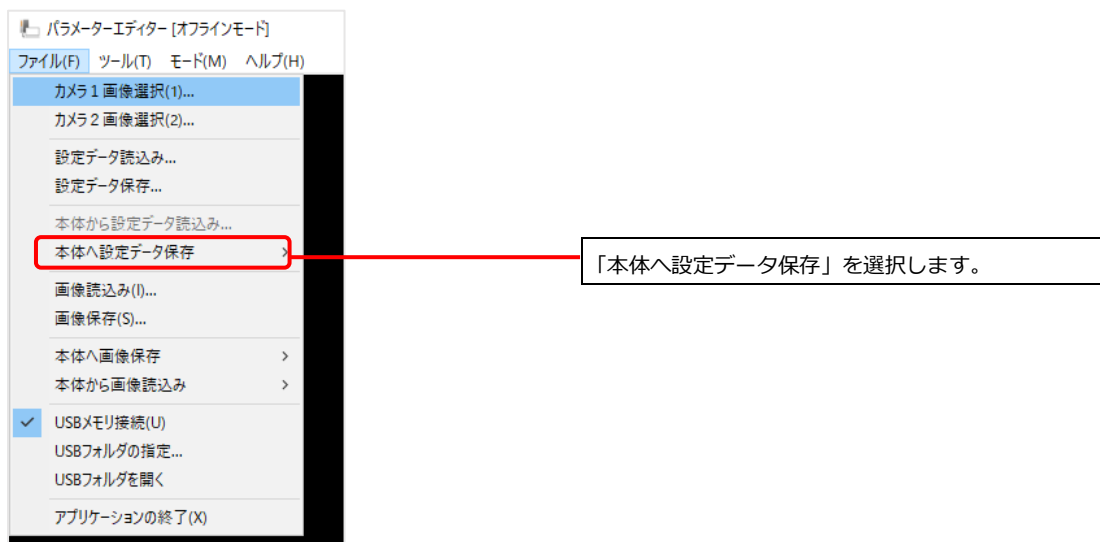 パラメーターエディター [オフラインモード]
ファイル(F) ツール(T) モード(M) ヘルプ(H)
カメラ1画像選択(1)...
カメラ2画像選択(2)...
設定データ読込み...
設定データ保存...
本体から設定データ読込み...
本体へ設定データ保存 >
「本体へ設定データ保存」を選択します。
画像読込み(I)...
画像保存(S)...
本体へ画像保存 >
本体から画像読込み >
USBメモリ接続(U)
USBフォルダの指定...
USBフォルダを開く
アプリケーションの終了(X)